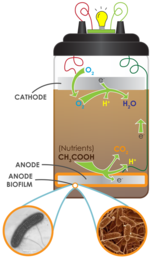 O₂
e⁻
CATHODE
O₂ H⁺ H₂O
e⁻
[Nutrients] CO₂
CH₃COOH H⁺
ANODE
ANODE
BIOFILM
e⁻